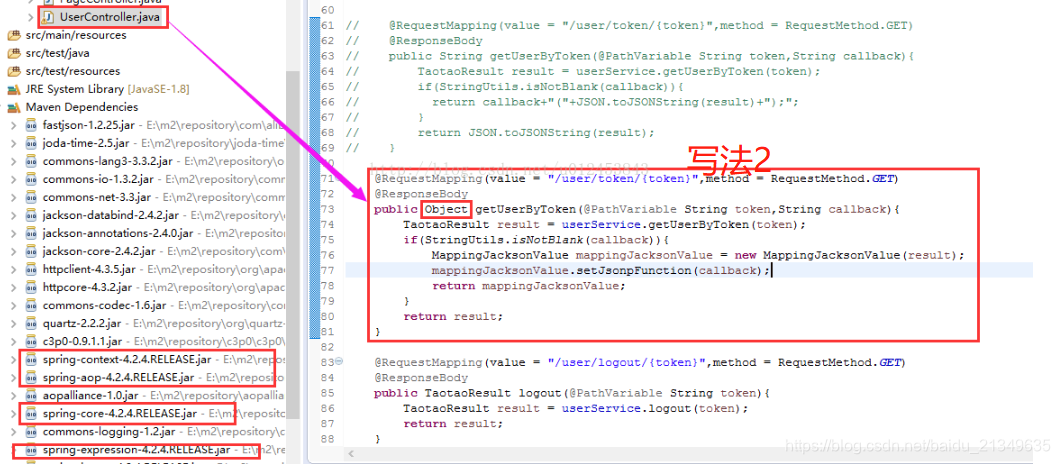 UserController.java
src/main/resources
src/test/java
src/test/resources
JRE System Library [JavaSE-1.8]
Maven Dependencies
fastjson-1.2.25.jar - E:\m2\repository\com\alib
joda-time-2.5.jar - E:\m2\repository\joda-time
commons-lang3-3.3.2.jar - E:\m2\repository\o
commons-io-1.3.2.jar - E:\m2\repository\org\
commons-net-3.3.jar - E:\m2\repository\com
jackson-databind-2.4.2.jar - E:\m2\repository
jackson-annotations-2.4.0.jar - E:\m2\reposit
jackson-core-2.4.2.jar - E:\m2\repository\co
httpclient-4.3.5.jar - E:\m2\repository\org\ap
httpcore-4.3.2.jar - E:\m2\repository\org\apac
commons-codec-1.6.jar - E:\m2\repository\c
quartz-2.2.2.jar - E:\m2\repository\org\quartz
c3p0-0.9.1.1.jar - E:\m2\repository\c3p0\c3p0
spring-context-4.2.4.RELEASE.jar - E:\m2\repo
spring-aop-4.2.4.RELEASE.jar - E:\m2\reposit
aopalliance-1.0.jar - E:\m2\repository\aopallia
spring-core-4.2.4.RELEASE.jar - E:\m2\reposit
commons-logging-1.2.jar - E:\m2\repository\c
spring-expression-4.2.4.RELEASE.jar - E:\m2\r
60
61 // @RequestMapping(value = "/user/token/{token}",method = RequestMethod.GET)
62 // @ResponseBody
63 // public String getUserByToken(@PathVariable String token,String callback){
64 // TaotaoResult result = userService.getUserByToken(token);
65 // if(StringUtils.isNotBlank(callback)){
66 // return callback+"("+JSON.toJSONString(result)+");";
67 // }
68 // return JSON.toJSONString(result);
69 // }
写法2
71 @RequestMapping(value = "/user/token/{token}",method = RequestMethod.GET)
72 @ResponseBody
73 public Object getUserByToken(@PathVariable String token,String callback){
74 TaotaoResult result = userService.getUserByToken(token);
75 if(StringUtils.isNotBlank(callback)){
76 MappingJacksonValue mappingJacksonValue = new MappingJacksonValue(result);
77 mappingJacksonValue.setJsonpFunction(callback);
78 return mappingJacksonValue;
79 }
80 return result;
81 }
82
83 @RequestMapping(value = "/user/logout/{token}",method = RequestMethod.GET)
84 @ResponseBody
85 public TaotaoResult logout(@PathVariable String token){
86 TaotaoResult result = userService.logout(token);
87 return result;
88 }
https://blog.csdn.net/baidu_21349635